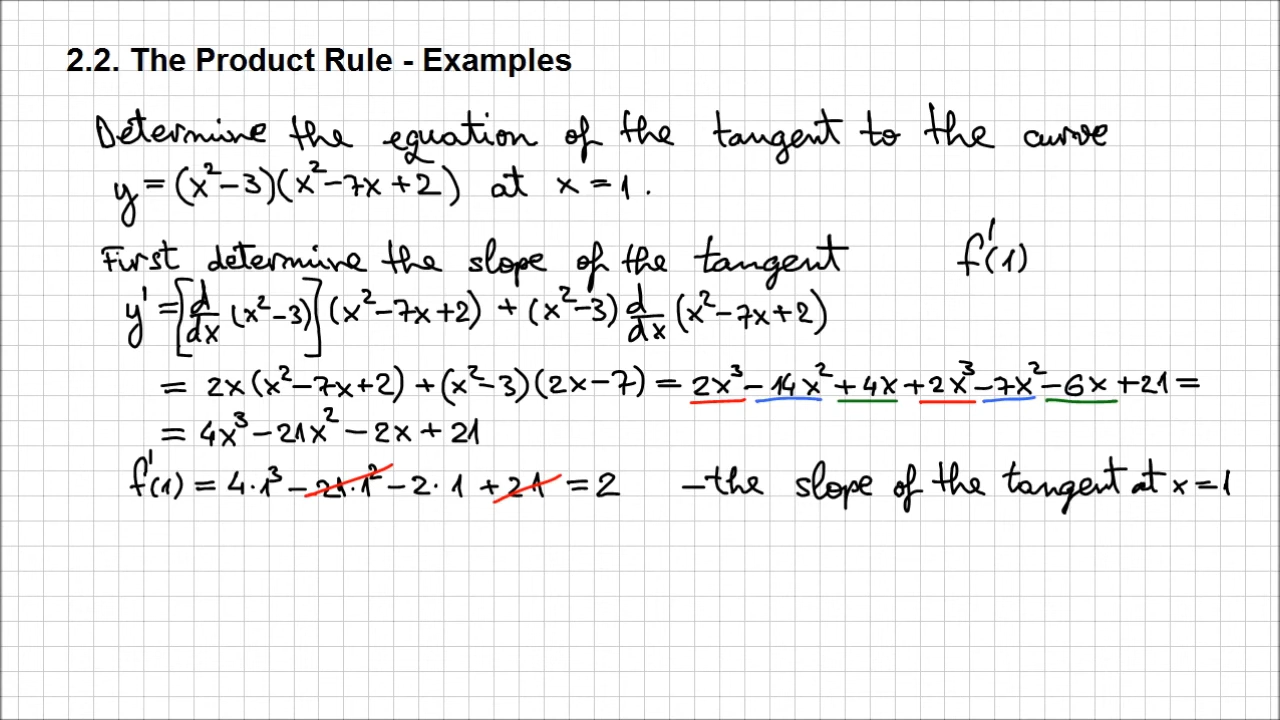 2.2. The Product Rule - Examples
Determine the equation of the tangent to the curve
y = (x² - 3)(x² - 7x + 2) at x = 1.
First determine the slope of the tangent f'(1)
y' = [d/dx (x² - 3)] (x² - 7x + 2) + (x² - 3) d/dx (x² - 7x + 2)
= 2x(x² - 7x + 2) + (x² - 3)(2x - 7) = 2x³ - 14x² + 4x + 2x³ - 7x² - 6x + 21 =
= 4x³ - 21x² - 2x + 21
f'(1) = 4·1³ - 21·1² - 2·1 + 21 = 2 - the slope of the tangent at x = 1